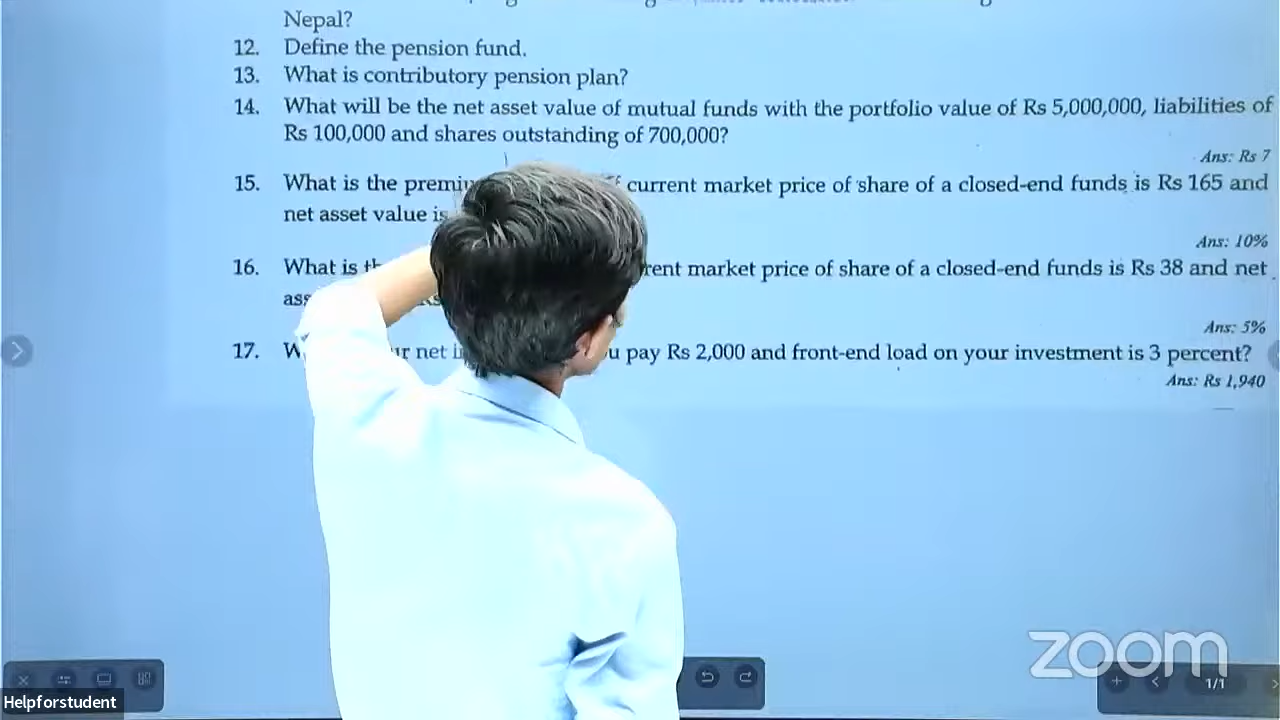 Nepal?
12. Define the pension fund.
13. What is contributory pension plan?
14. What will be the net asset value of mutual funds with the portfolio value of Rs 5,000,000, liabilities of
Rs 100,000 and shares outstanding of 700,000?
Ans: Rs 7
15. What is the current market price of share of a closed-end funds is Rs 165 and
net asset value is
Ans: 10%
16. What is market price of share of a closed-end funds is Rs 38 and net
Ans: 5%
17. net pay Rs 2,000 and front-end load on your investment is 3 percent?
Ans: Rs 1,940
zoom
1/1
Helpforstudent